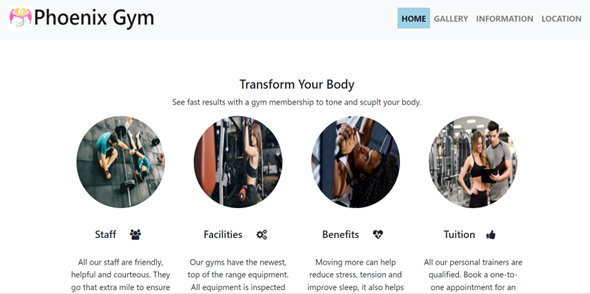 Phoenix Gym
HOME GALLERY INFORMATION LOCATION
Transform Your Body
See fast results with a gym membership to tone and scuplt your body.
Staff
Facilities
Benefits
Tuition
All our staff are friendly,
helpful and courteous. They
go that extra mile to ensure
Our gyms have the newest,
top of the range equipment.
All equipment is inspected
Moving more can help
reduce stress, tension and
improve sleep, it also helps
All our personal trainers are
qualified. Book a one-to-
one appointment for an